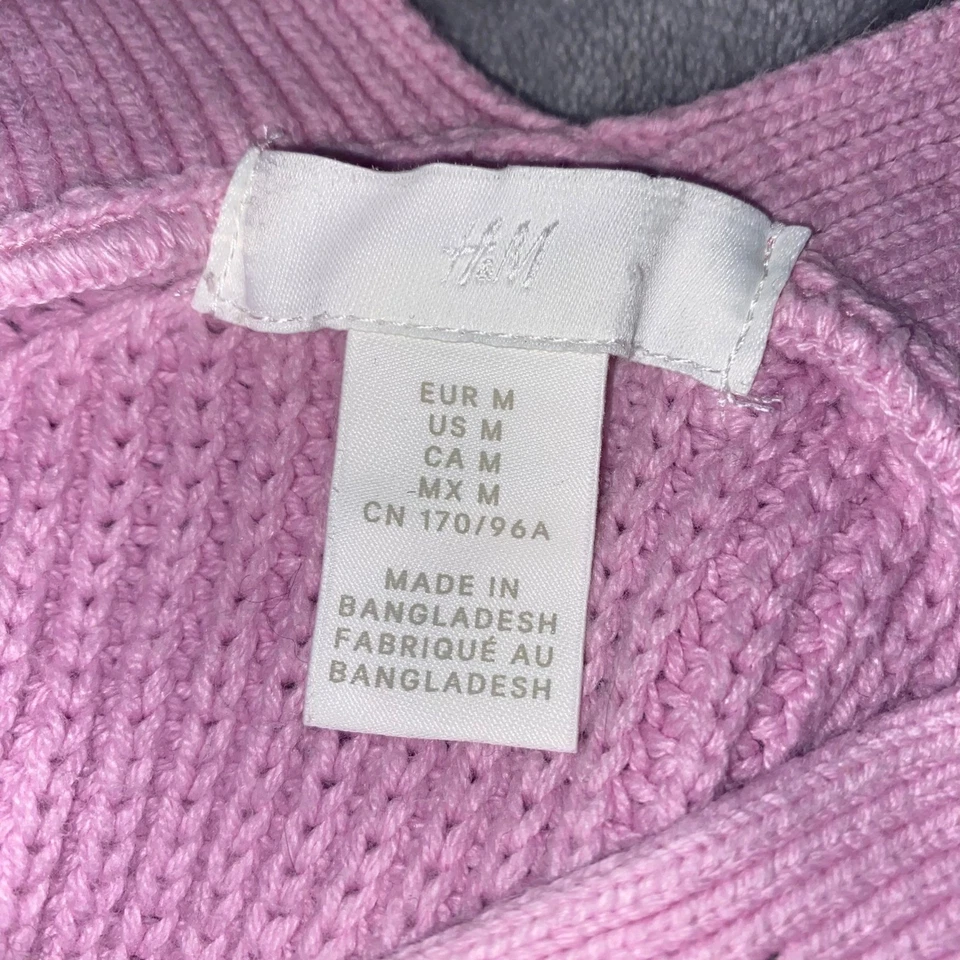 H&M
EUR M
US M
CA M
MX M
CN 170/96A
MADE IN
BANGLADESH
FABRIQUÉ AU
BANGLADESH